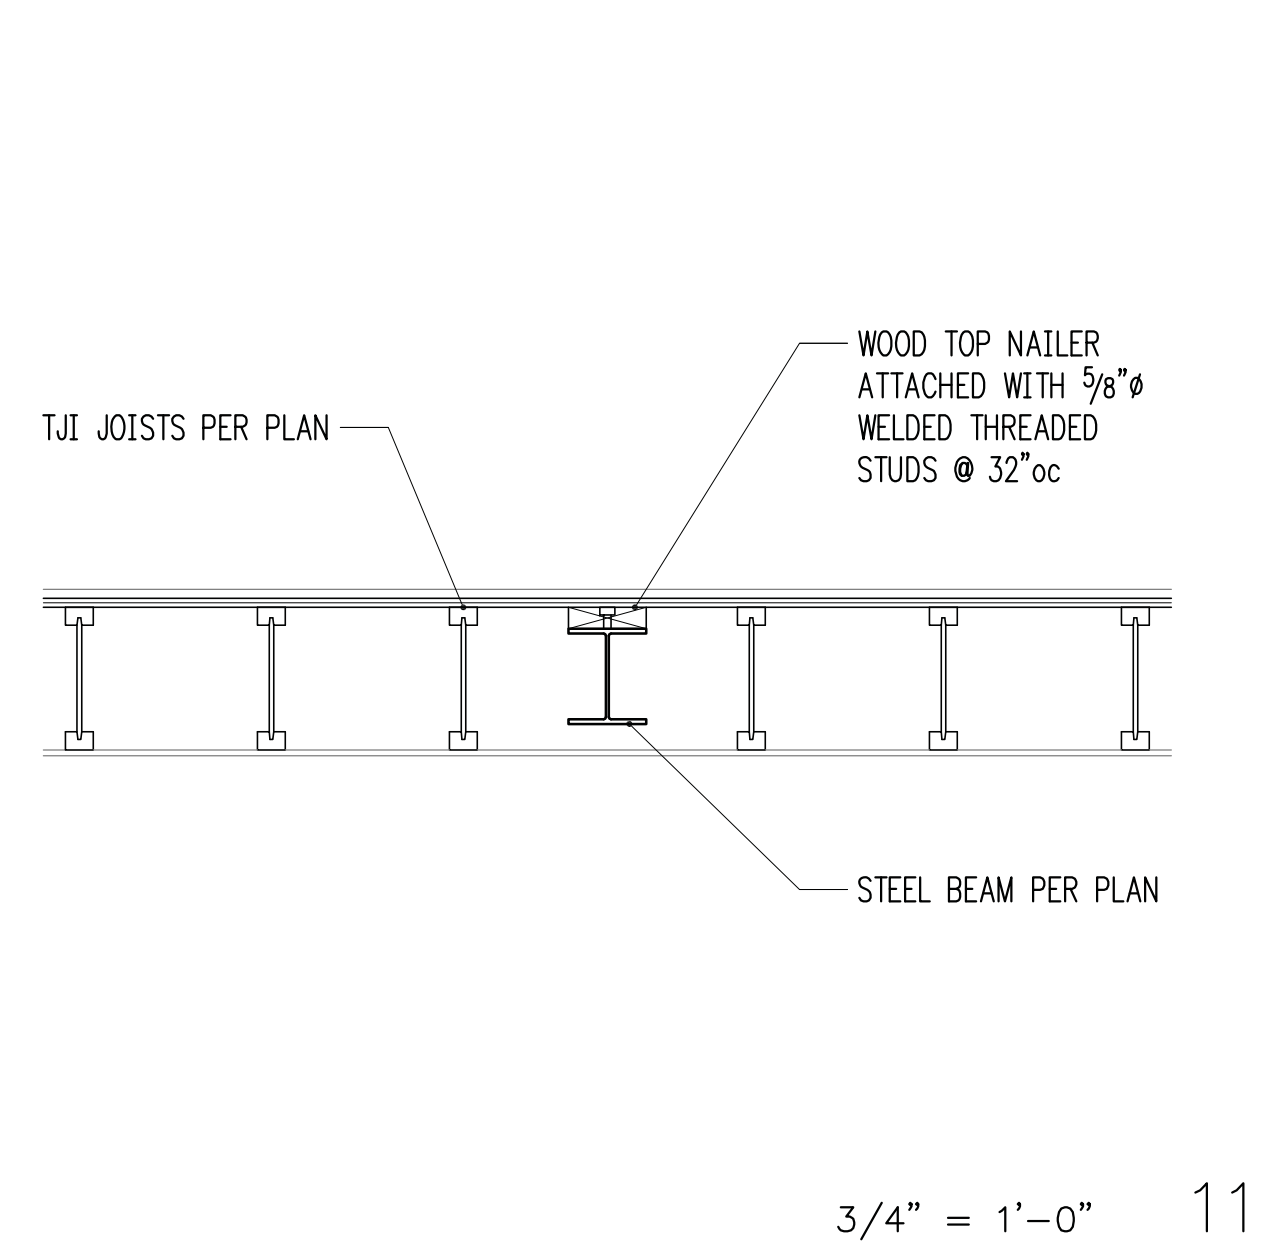 WOOD TOP NAILER
ATTACHED WITH 5/8"ø
WELDED THREADED
STUDS @ 32"oc
TJI JOISTS PER PLAN
STEEL BEAM PER PLAN
3/4" = 1'-0"
11